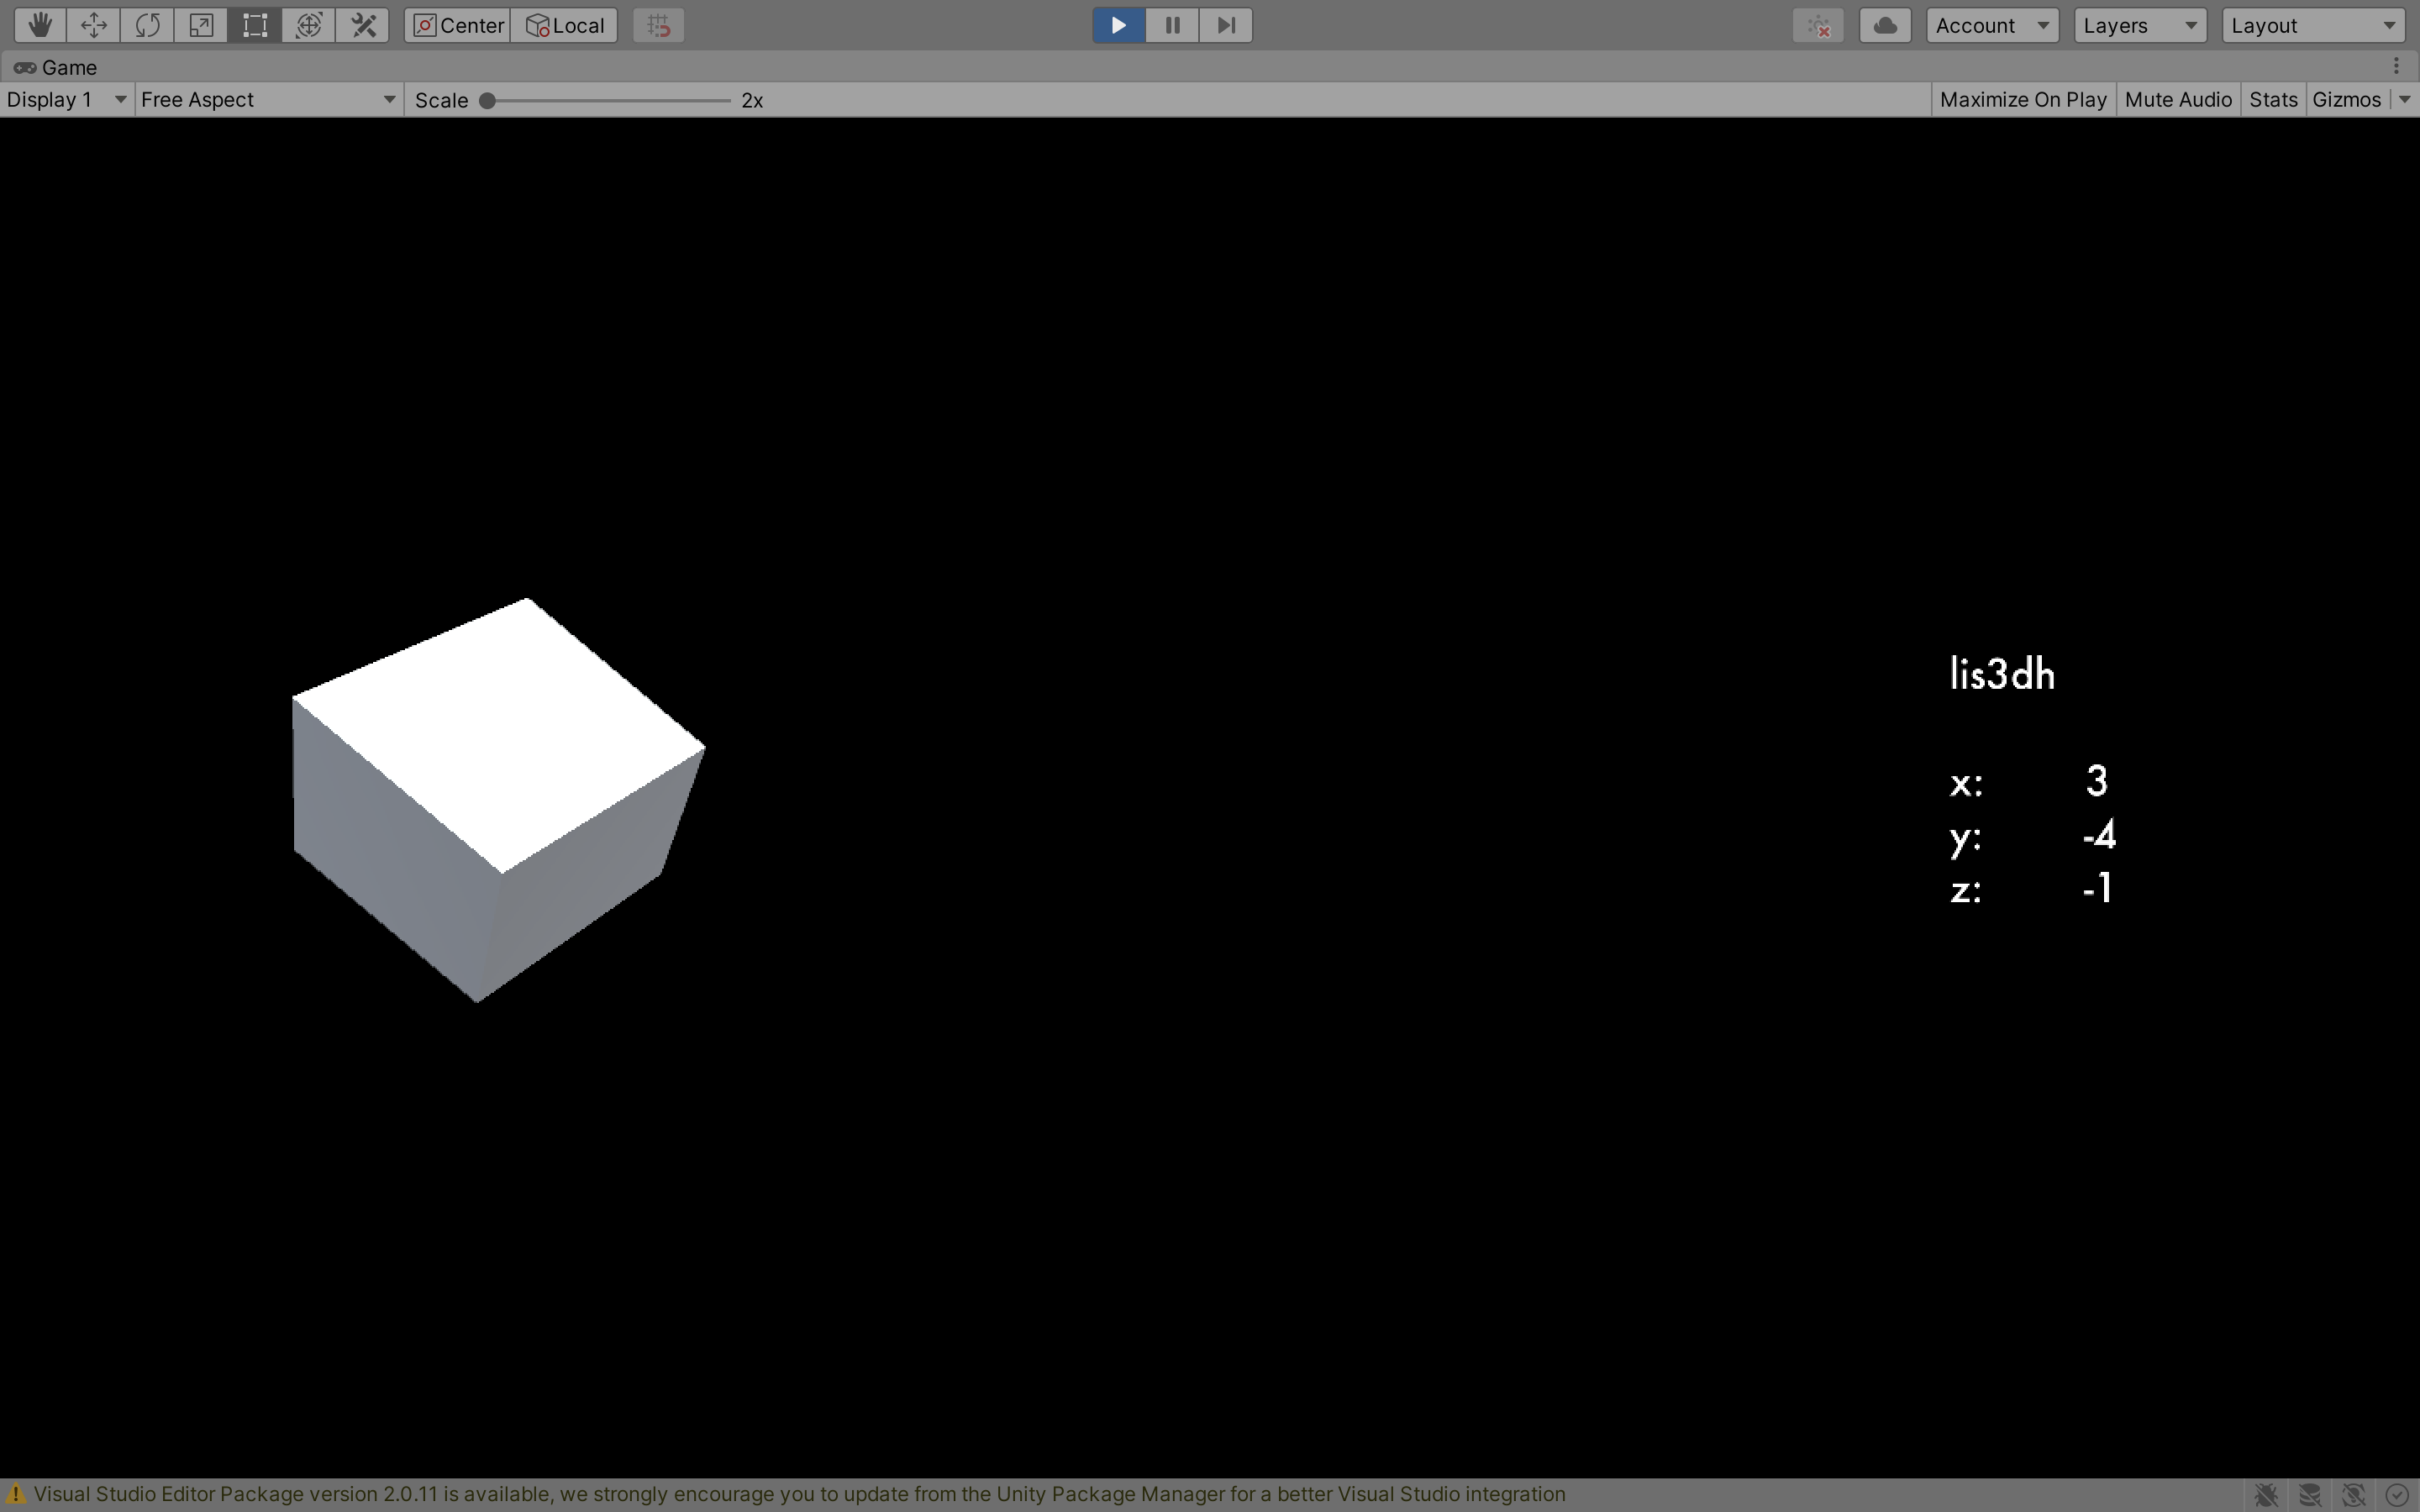 Center Local Account Layers Layout
Game
Display 1 Free Aspect Scale 2x Maximize On Play Mute Audio Stats Gizmos
lis3dh
x: 3
y: -4
z: -1
Visual Studio Editor Package version 2.0.11 is available, we strongly encourage you to update from the Unity Package Manager for a better Visual Studio integration